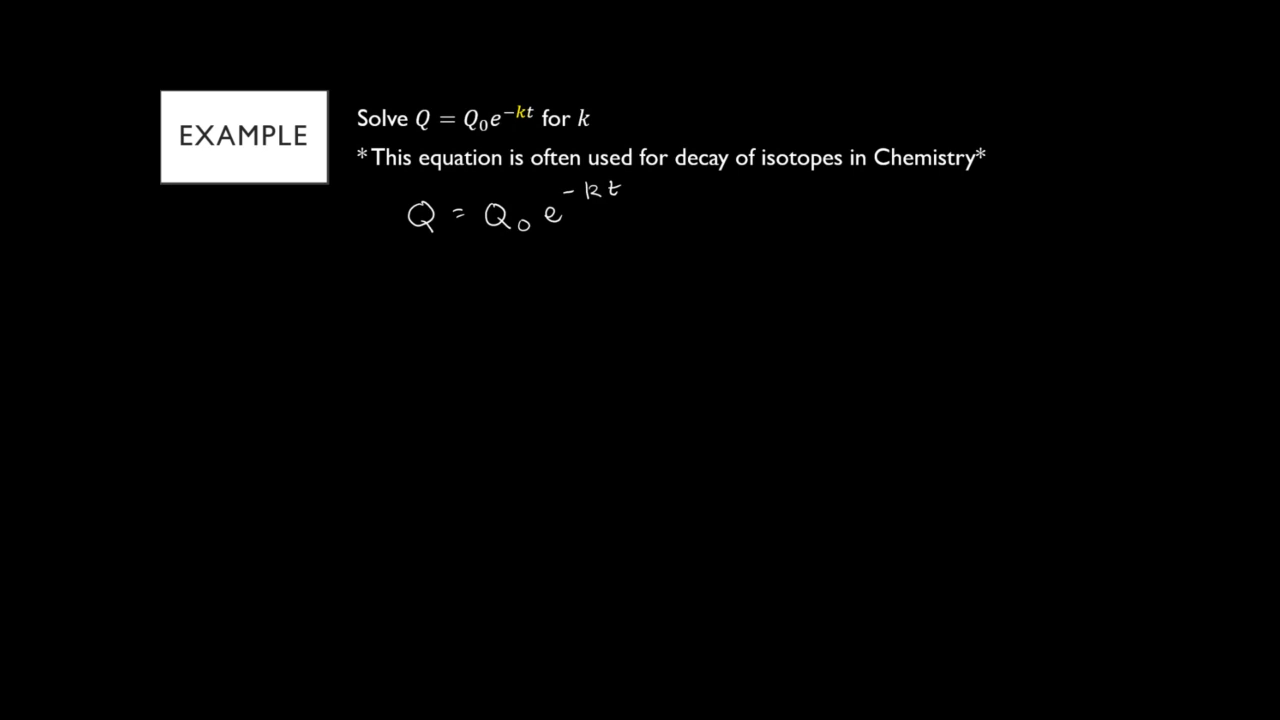 EXAMPLE
Solve Q = Q₀e⁻ᵏᵗ for k
*This equation is often used for decay of isotopes in Chemistry*
Q = Q₀ e⁻ᵏᵗ